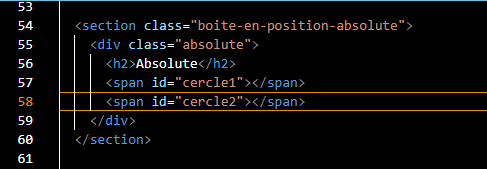 53
54 <section class="boite-en-position-absolute">
55 <div class="absolute">
56 <h2>Absolute</h2>
57 <span id="cercle1"></span>
58 <span id="cercle2"></span>
59 </div>
60 </section>
61